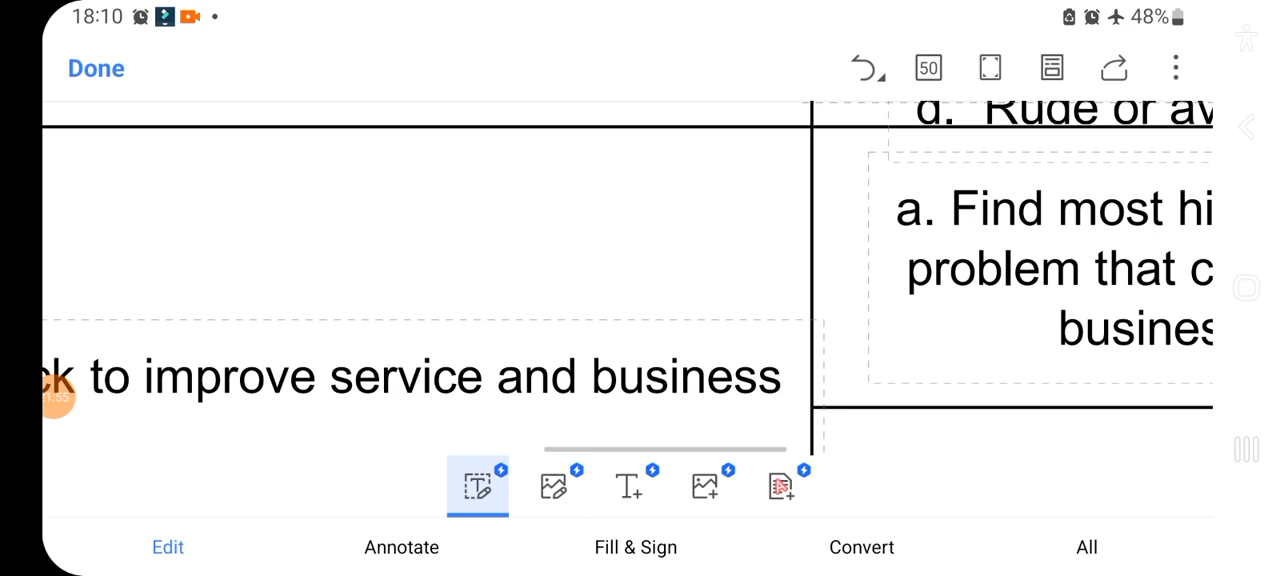 18:10 48%
Done 50
d. Rude or av
a. Find most hi
problem that c
busines
ck to improve service and business
Edit Annotate Fill & Sign Convert All